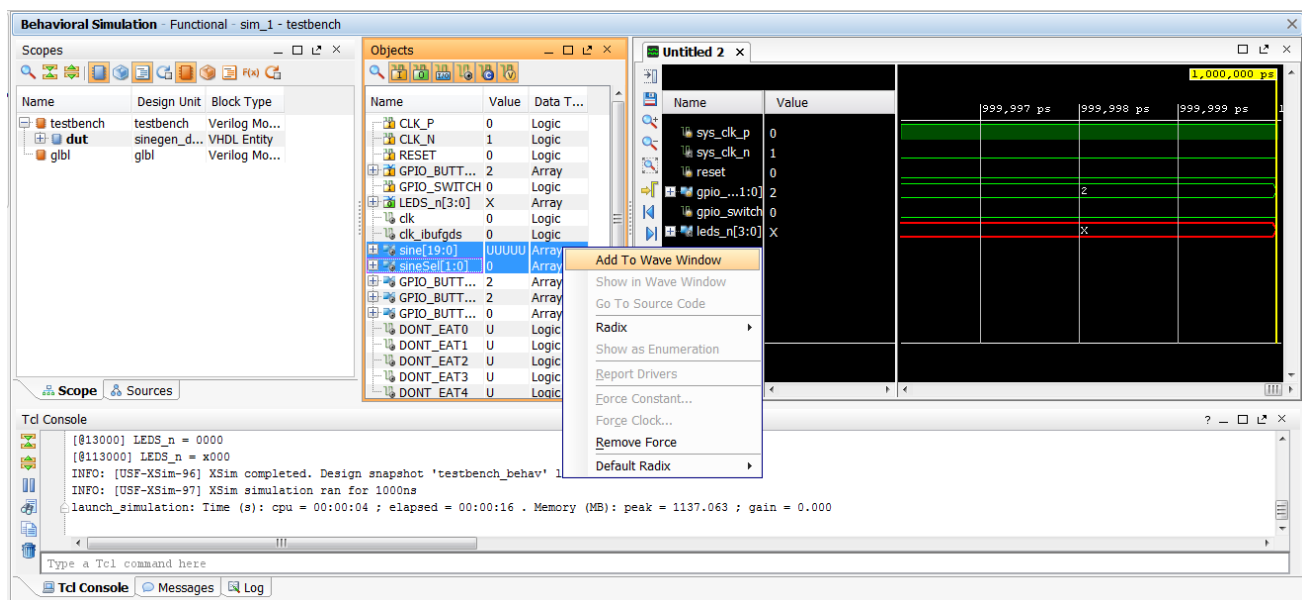 Behavioral Simulation - Functional - sim_1 - testbench
Scopes
F(x)
Name Design Unit Block Type
testbench testbench Verilog Mo...
dut sinegen_d... VHDL Entity
glbl glbl Verilog Mo...
Scope Sources
Objects
Name Value Data T...
CLK_P 0 Logic
CLK_N 1 Logic
RESET 0 Logic
GPIO_BUTT... 2 Array
GPIO_SWITCH 0 Logic
LEDS_n[3:0] X Array
clk 0 Logic
clk_ibufgds 0 Logic
sine[19:0] UUUUU Array
sineSel[1:0] 0 Array
GPIO_BUTT... 2 Array
GPIO_BUTT... 2 Array
GPIO_BUTT... 0 Array
DONT_EAT0 U Logic
DONT_EAT1 U Logic
DONT_EAT2 U Logic
DONT_EAT3 U Logic
DONT_EAT4 U Logic
Add To Wave Window
Show in Wave Window
Go To Source Code
Radix
Show as Enumeration
Report Drivers
Force Constant...
Force Clock...
Remove Force
Default Radix
Untitled 2
1,000,000 ps
Name Value
999,997 ps 999,998 ps 999,999 ps 1
sys_clk_p 0
sys_clk_n 1
reset 0
gpio_...1:0] 2 2
gpio_switch 0
leds_n[3:0] X X
Tcl Console
[@13000] LEDS_n = 0000
[@113000] LEDS_n = x000
INFO: [USF-XSim-96] XSim completed. Design snapshot 'testbench_behav' l
INFO: [USF-XSim-97] XSim simulation ran for 1000ns
launch_simulation: Time (s): cpu = 00:00:04 ; elapsed = 00:00:16 . Memory (MB): peak = 1137.063 ; gain = 0.000
Type a Tcl command here
Tcl Console Messages Log